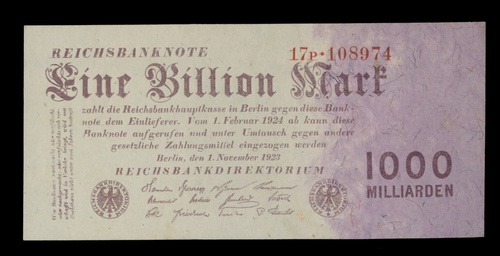 REICHSBANKNOTE
17P·108974
Eine Billion Mark
zahlt die Reichsbankhauptkasse in Berlin gegen diese Bank-
note dem Einlieferer. Vom 1. Februar 1924 ab kann diese
Banknote aufgerufen und unter Umtausch gegen andere
gesetzliche Zahlungsmittel eingezogen werden
Berlin, den 1. November 1923
REICHSBANKDIREKTORIUM
1000
MILLIARDEN